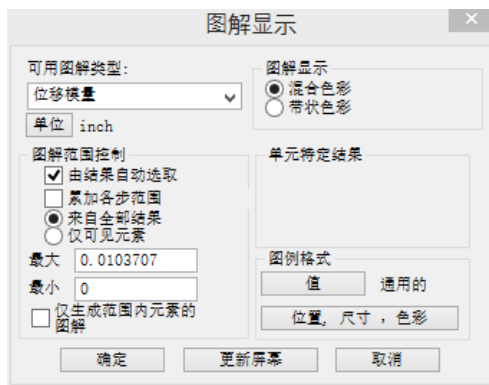 图解显示
可用图解类型:
位移模量
单位 inch
图解显示
混合色彩
带状色彩
图解范围控制
由结果自动选取
累加各步范围
来自全部结果
仅可见元素
最大 0.0103707
最小 0
仅生成范围内元素的
图解
单元特定结果
图例格式
值 通用的
位置, 尺寸 , 色彩
确定 更新屏幕 取消